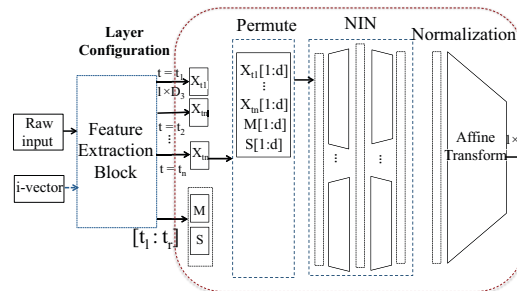 Layer
Configuration
Permute
NIN
Normalization
Raw
input
i-vector
Feature
Extraction
Block
t = t₁
1×D₃
t = t₂
⋮
t = tₙ
[tₗ : tᵣ]
Xₜ₁
Xₜₙ
Xₜₙ
M
S
Xₜ₁[1:d]
⋮
Xₜₙ[1:d]
M[1:d]
S[1:d]
...
...
Affine
Transform
1×